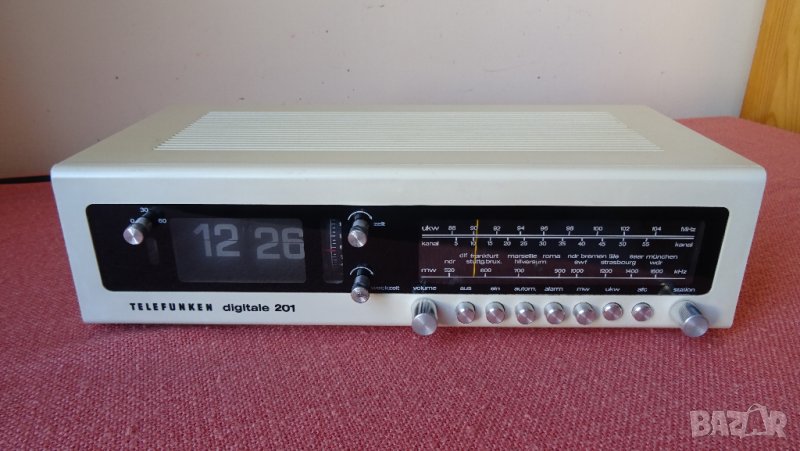 30
0 60
12 26
zeit
weckzeit
TELEFUNKEN digitale 201
ukw 88 90 92 94 96 98 100 102 104 MHz
kanal 5 10 15 20 25 30 35 40 45 50 55 kanal
dlf frankfurt marseille roma ndr bremen lille saar münchen
ndr stuttg. brux. hilversum ewf strasbourg wdr
mw 520 600 700 900 1000 1200 1400 1600 kHz
volume aus ein autom. alarm mw ukw afc station
BAZAR